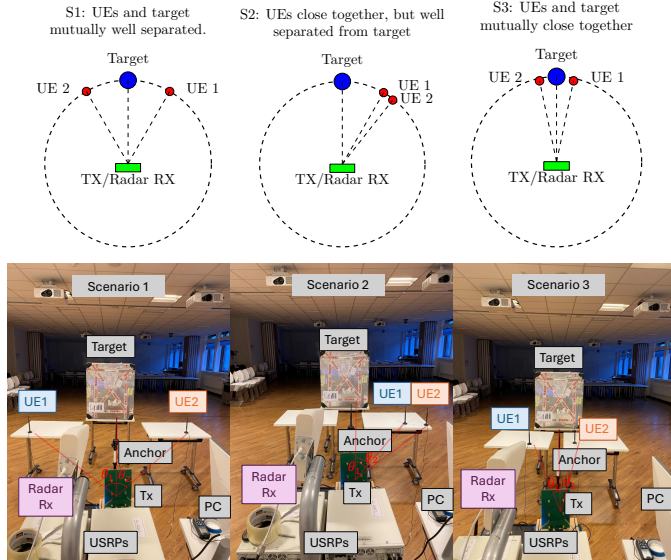 S1: UEs and target
mutually well separated.
Target
UE 2
UE 1
TX/Radar RX
S2: UEs close together, but well
separated from target
Target
UE 1
UE 2
TX/Radar RX
S3: UEs and target
mutually close together
Target
UE 2
UE 1
TX/Radar RX
Scenario 1
Target
UE1
UE2
Anchor
Radar
Rx
Tx
PC
USRPs
Scenario 2
Target
UE1
UE2
Anchor
Radar
Rx
Tx
PC
USRPs
Scenario 3
Target
UE1
UE2
Anchor
Radar
Rx
Tx
PC
USRPs